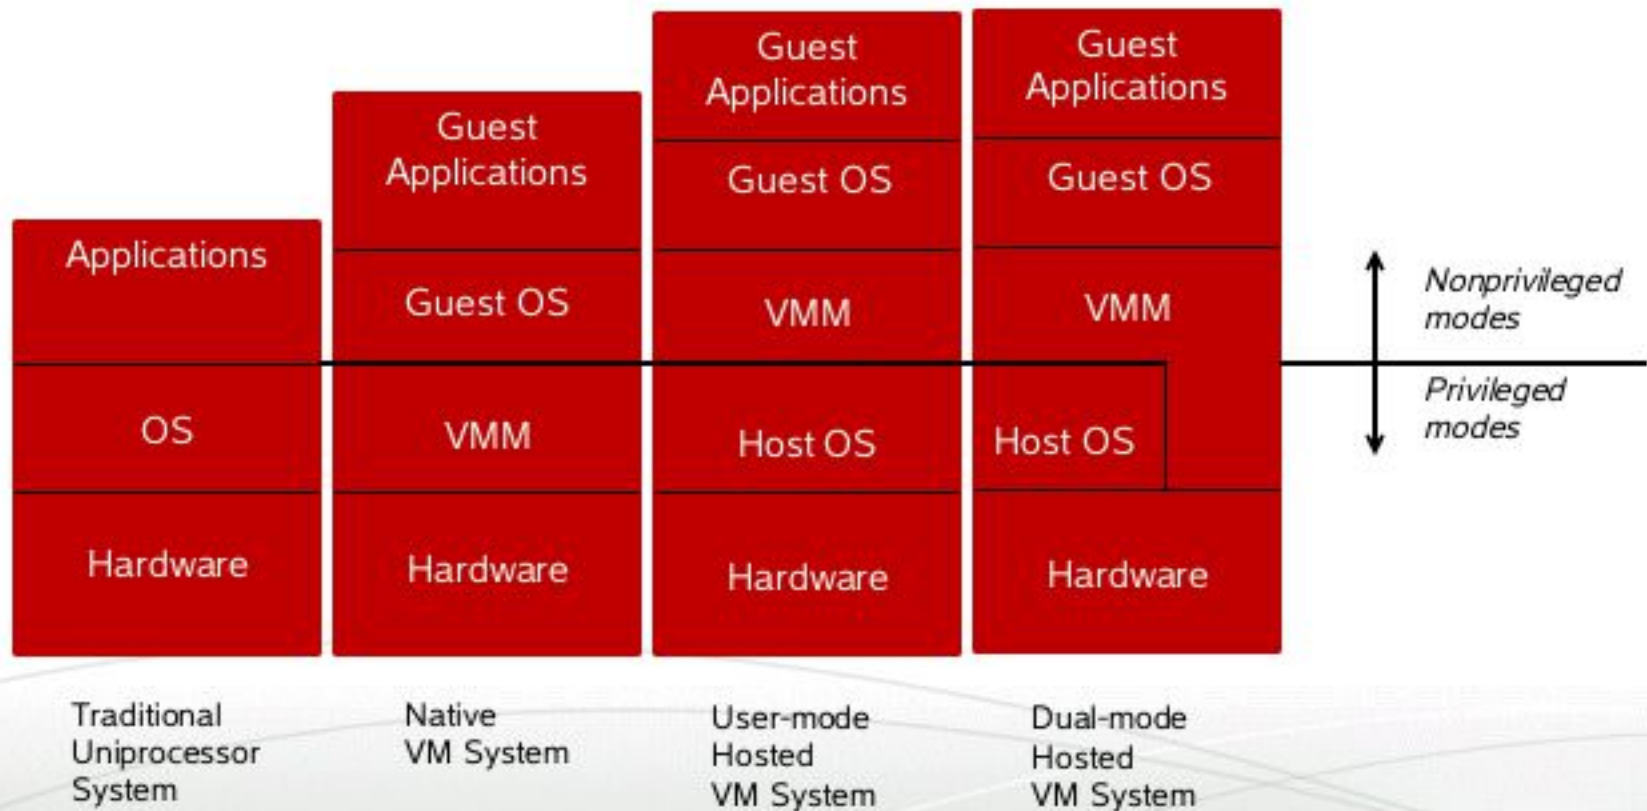 Applications
OS
Hardware
Guest
Applications
Guest OS
VMM
Hardware
Guest
Applications
Guest OS
VMM
Host OS
Hardware
Guest
Applications
Guest OS
VMM
Host OS
Hardware
Nonprivileged
modes
Privileged
modes
Traditional
Uniprocessor
System
Native
VM System
User-mode
Hosted
VM System
Dual-mode
Hosted
VM System